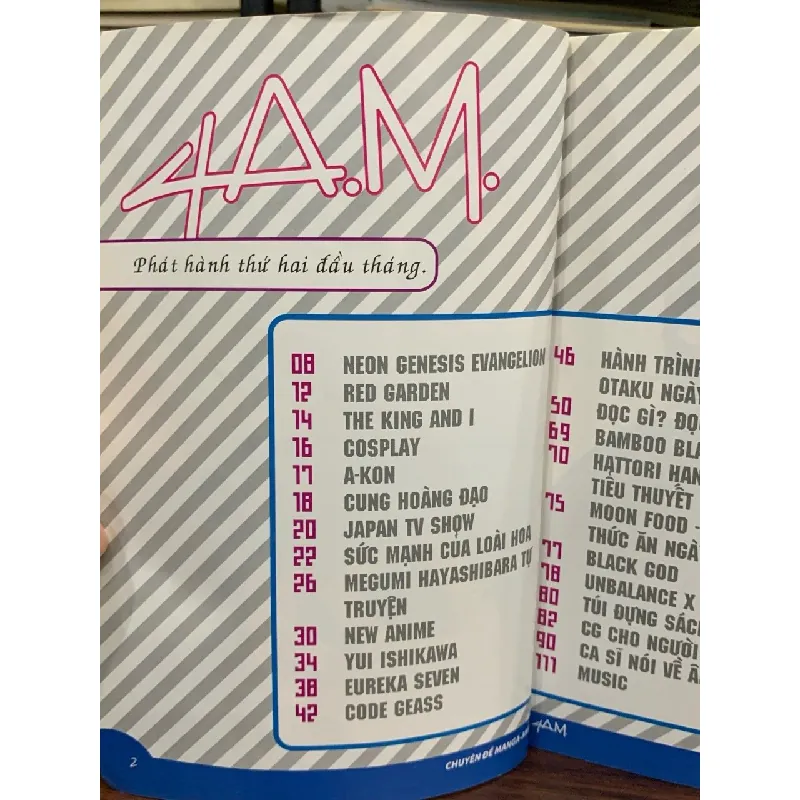 4A.M.
Phát hành thứ hai đầu tháng.
08 NEON GENESIS EVANGELION
12 RED GARDEN
14 THE KING AND I
16 COSPLAY
17 A-KON
18 CUNG HOÀNG ĐẠO
20 JAPAN TV SHOW
22 SỨC MẠNH CỦA LOÀI HOA
26 MEGUMI HAYASHIBARA TỰ
TRUYỆN
30 NEW ANIME
34 YUI ISHIKAWA
38 EUREKA SEVEN
42 CODE GEASS
2
CHUYÊN ĐỀ
4A.M
46 HÀNH TRÌNH
OTAKU NGÀY
50 ĐỌC GÌ?
69 BAMBOO
70 HATTORI
TIỂU THUYẾT
75 MOON FOOD -
THỨC ĂN
77 BLACK GOD
78 UNBALANCE X
80 TÚI ĐỰNG
82 CG CHO NGƯỜI
90 CA SĨ NÓI VỀ
111 MUSIC